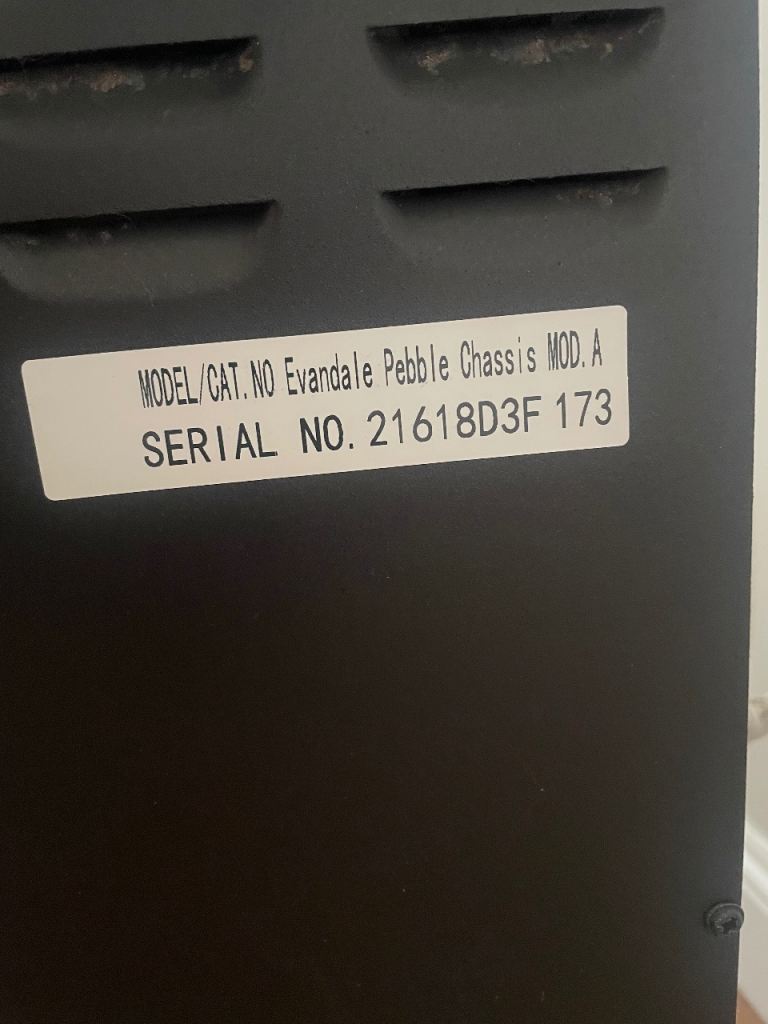 MODEL/CAT.NO Evandale Pebble Chassis MOD.A
SERIAL NO. 21618D3F 173